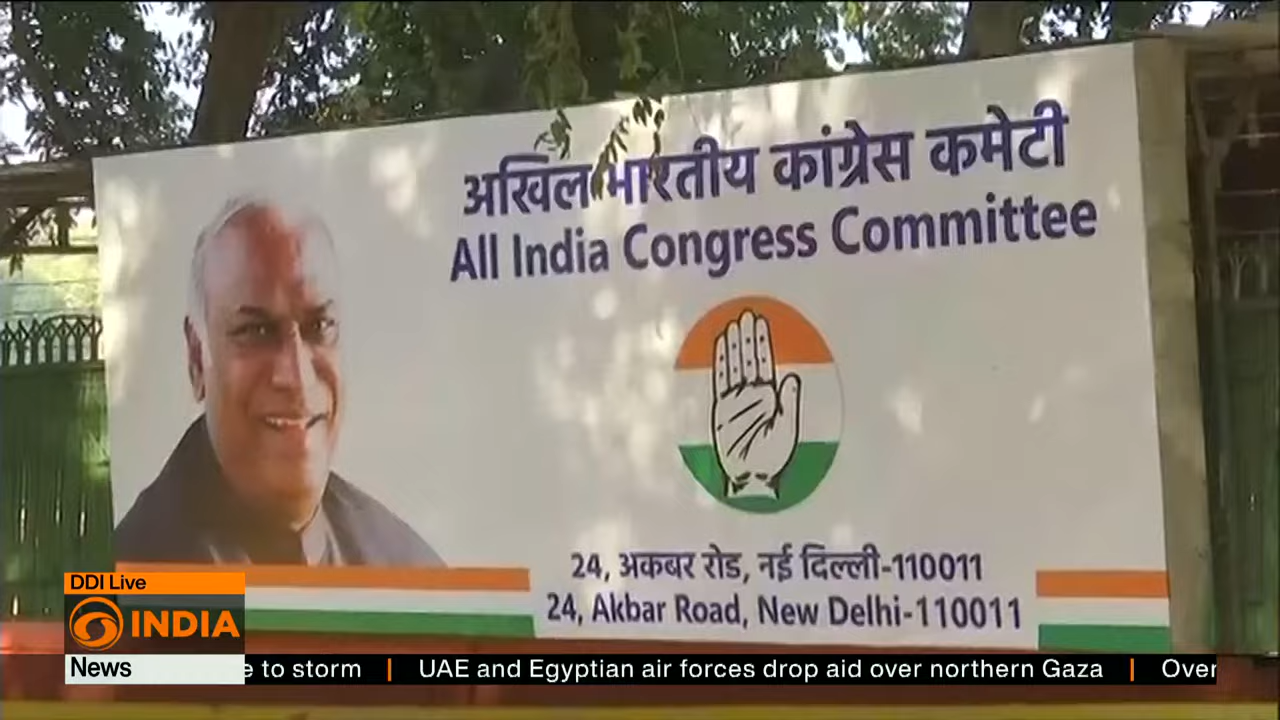 अखिल भारतीय कांग्रेस कमेटी
All India Congress Committee
24, अकबर रोड, नई दिल्ली-110011
24, Akbar Road, New Delhi-110011
DDI Live
INDIA
News
e to storm | UAE and Egyptian air forces drop aid over northern Gaza | Over